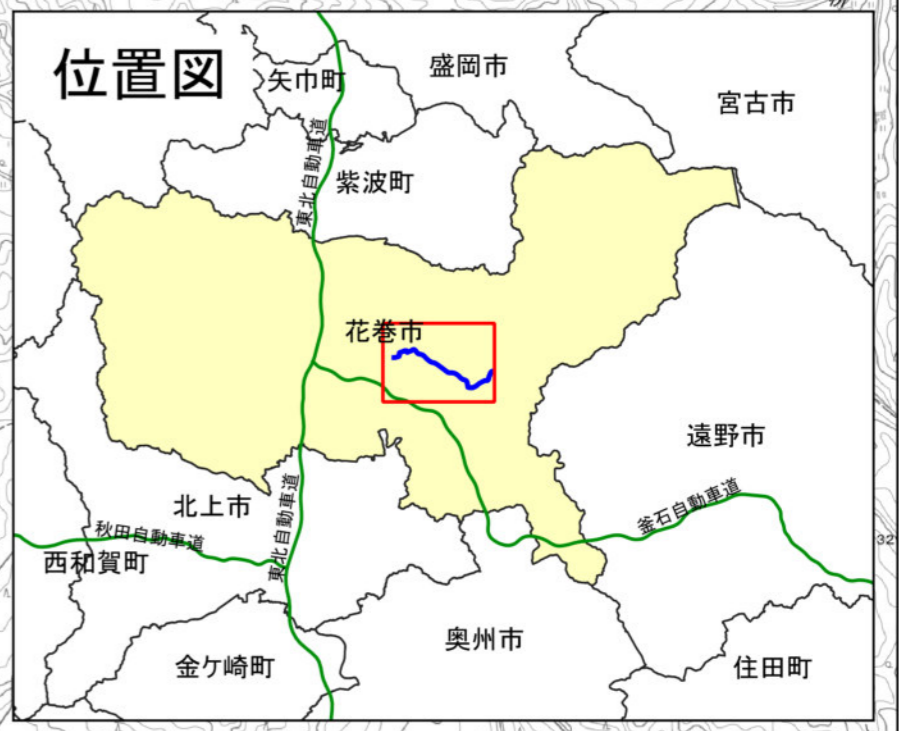 位置図
矢巾町
盛岡市
宮古市
東北自動車道
紫波町
花巻市
遠野市
北上市
秋田自動車道
東北自動車道
釜石自動車道
西和賀町
32
奥州市
金ケ崎町
住田町